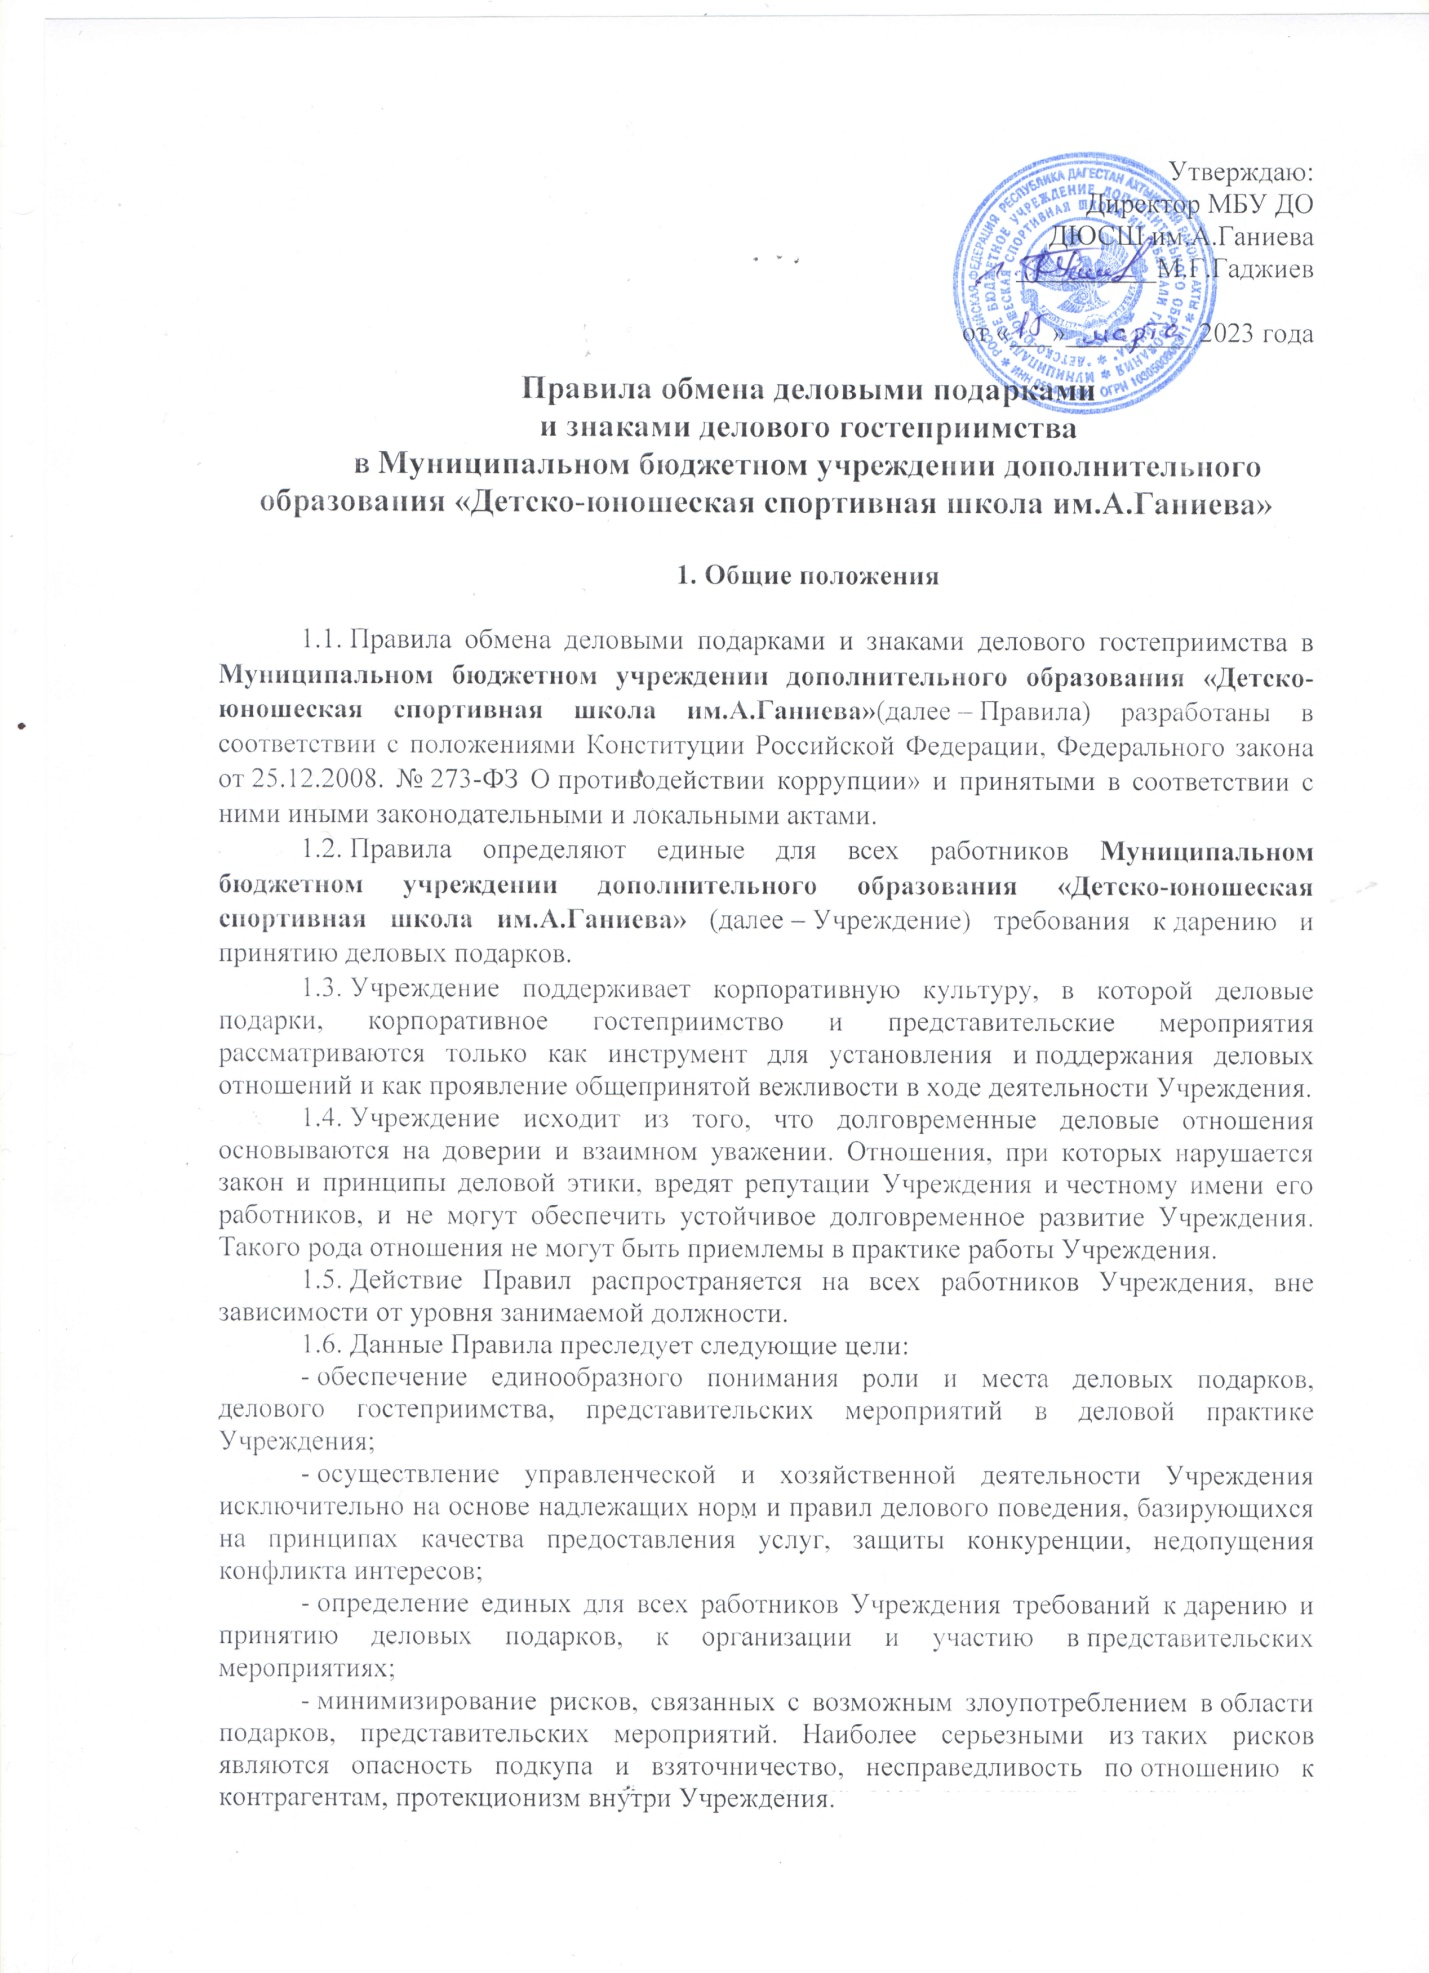 Утверждаю:
Директор МБУ ДО
ДЮСШ им.А.Ганиева
М.Г.Гаджиев
от «15» марта 2023 года
Правила обмена деловыми подарками
и знаками делового гостеприимства
в Муниципальном бюджетном учреждении дополнительного
образования «Детско-юношеская спортивная школа им.А.Ганиева»
1. Общие положения
1.1. Правила обмена деловыми подарками и знаками делового гостеприимства в
Муниципальном бюджетном учреждении дополнительного образования «Детско-
юношеская спортивная школа им.А.Ганиева»(далее – Правила) разработаны в
соответствии с положениями Конституции Российской Федерации, Федерального закона
от 25.12.2008. № 273-ФЗ О противодействии коррупции» и принятыми в соответствии с
ними иными законодательными и локальными актами.
1.2. Правила определяют единые для всех работников Муниципальном
бюджетном учреждении дополнительного образования «Детско-юношеская
спортивная школа им.А.Ганиева» (далее – Учреждение) требования к дарению и
принятию деловых подарков.
1.3. Учреждение поддерживает корпоративную культуру, в которой деловые
подарки, корпоративное гостеприимство и представительские мероприятия
рассматриваются только как инструмент для установления и поддержания деловых
отношений и как проявление общепринятой вежливости в ходе деятельности Учреждения.
1.4. Учреждение исходит из того, что долговременные деловые отношения
основываются на доверии и взаимном уважении. Отношения, при которых нарушается
закон и принципы деловой этики, вредят репутации Учреждения и честному имени его
работников, и не могут обеспечить устойчивое долговременное развитие Учреждения.
Такого рода отношения не могут быть приемлемы в практике работы Учреждения.
1.5. Действие Правил распространяется на всех работников Учреждения, вне
зависимости от уровня занимаемой должности.
1.6. Данные Правила преследует следующие цели:
- обеспечение единообразного понимания роли и места деловых подарков,
делового гостеприимства, представительских мероприятий в деловой практике
Учреждения;
- осуществление управленческой и хозяйственной деятельности Учреждения
исключительно на основе надлежащих норм и правил делового поведения, базирующихся
на принципах качества предоставления услуг, защиты конкуренции, недопущения
конфликта интересов;
- определение единых для всех работников Учреждения требований к дарению и
принятию деловых подарков, к организации и участию в представительских
мероприятиях;
- минимизирование рисков, связанных с возможным злоупотреблением в области
подарков, представительских мероприятий. Наиболее серьезными из таких рисков
являются опасность подкупа и взяточничество, несправедливость по отношению к
контрагентам, протекционизм внутри Учреждения.